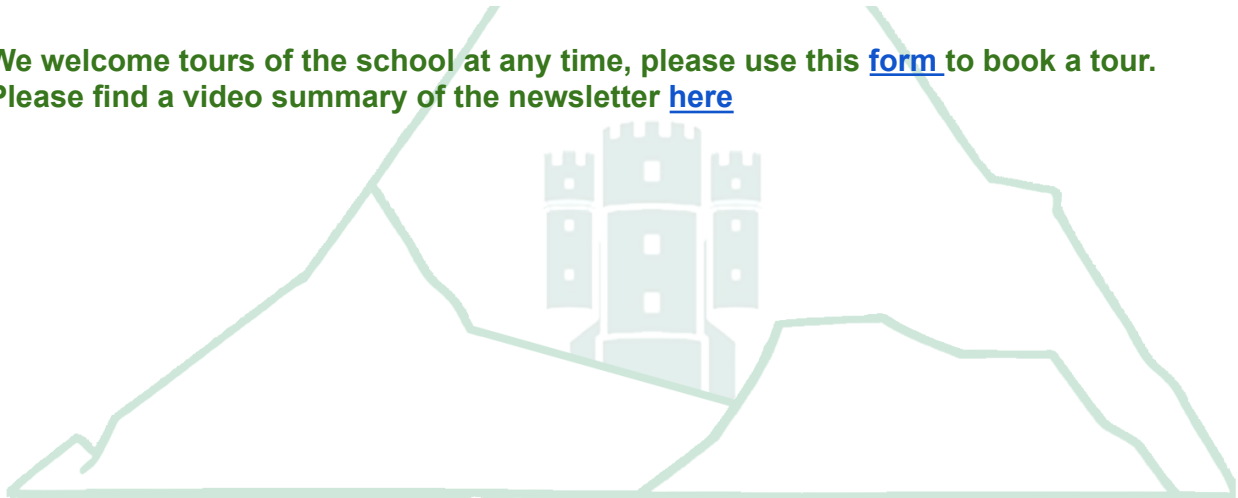 We welcome tours of the school at any time, please use this form to book a tour.
Please find a video summary of the newsletter here